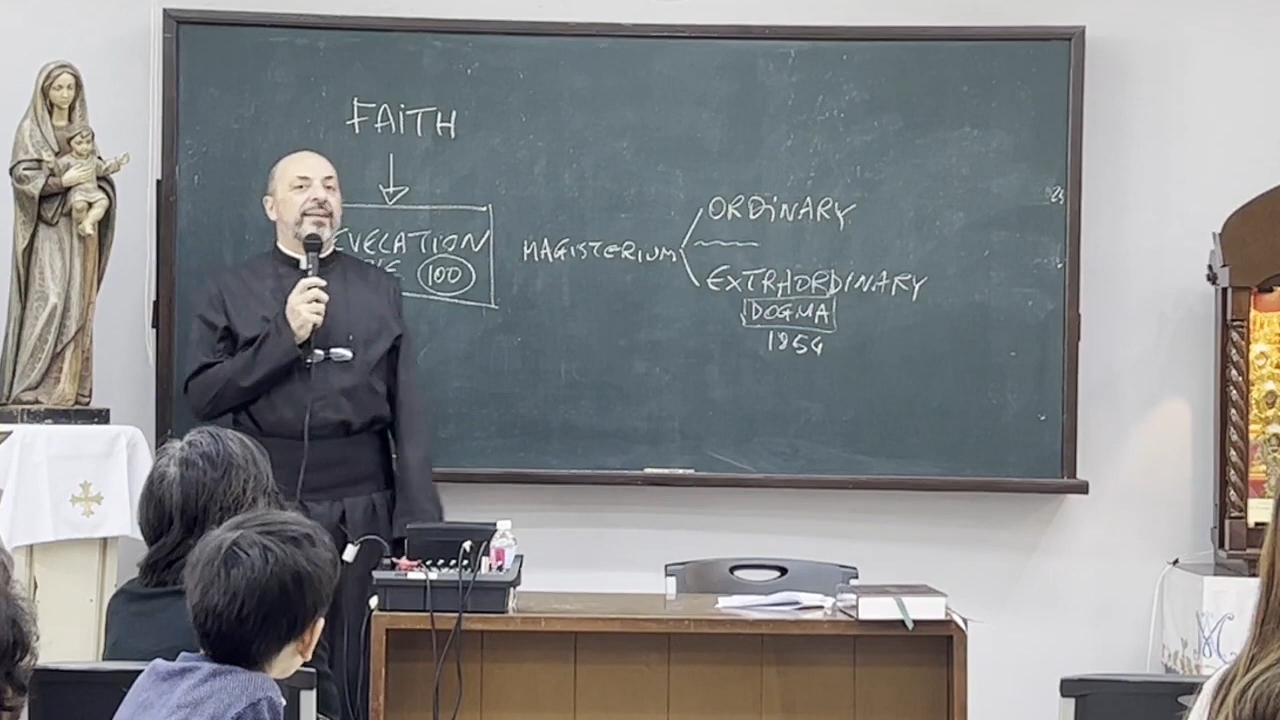 FAiTH
EVELATION
100
MAGISTERIUM
ORDiNARY
EXTRAORDINARY
DOGMA
1854